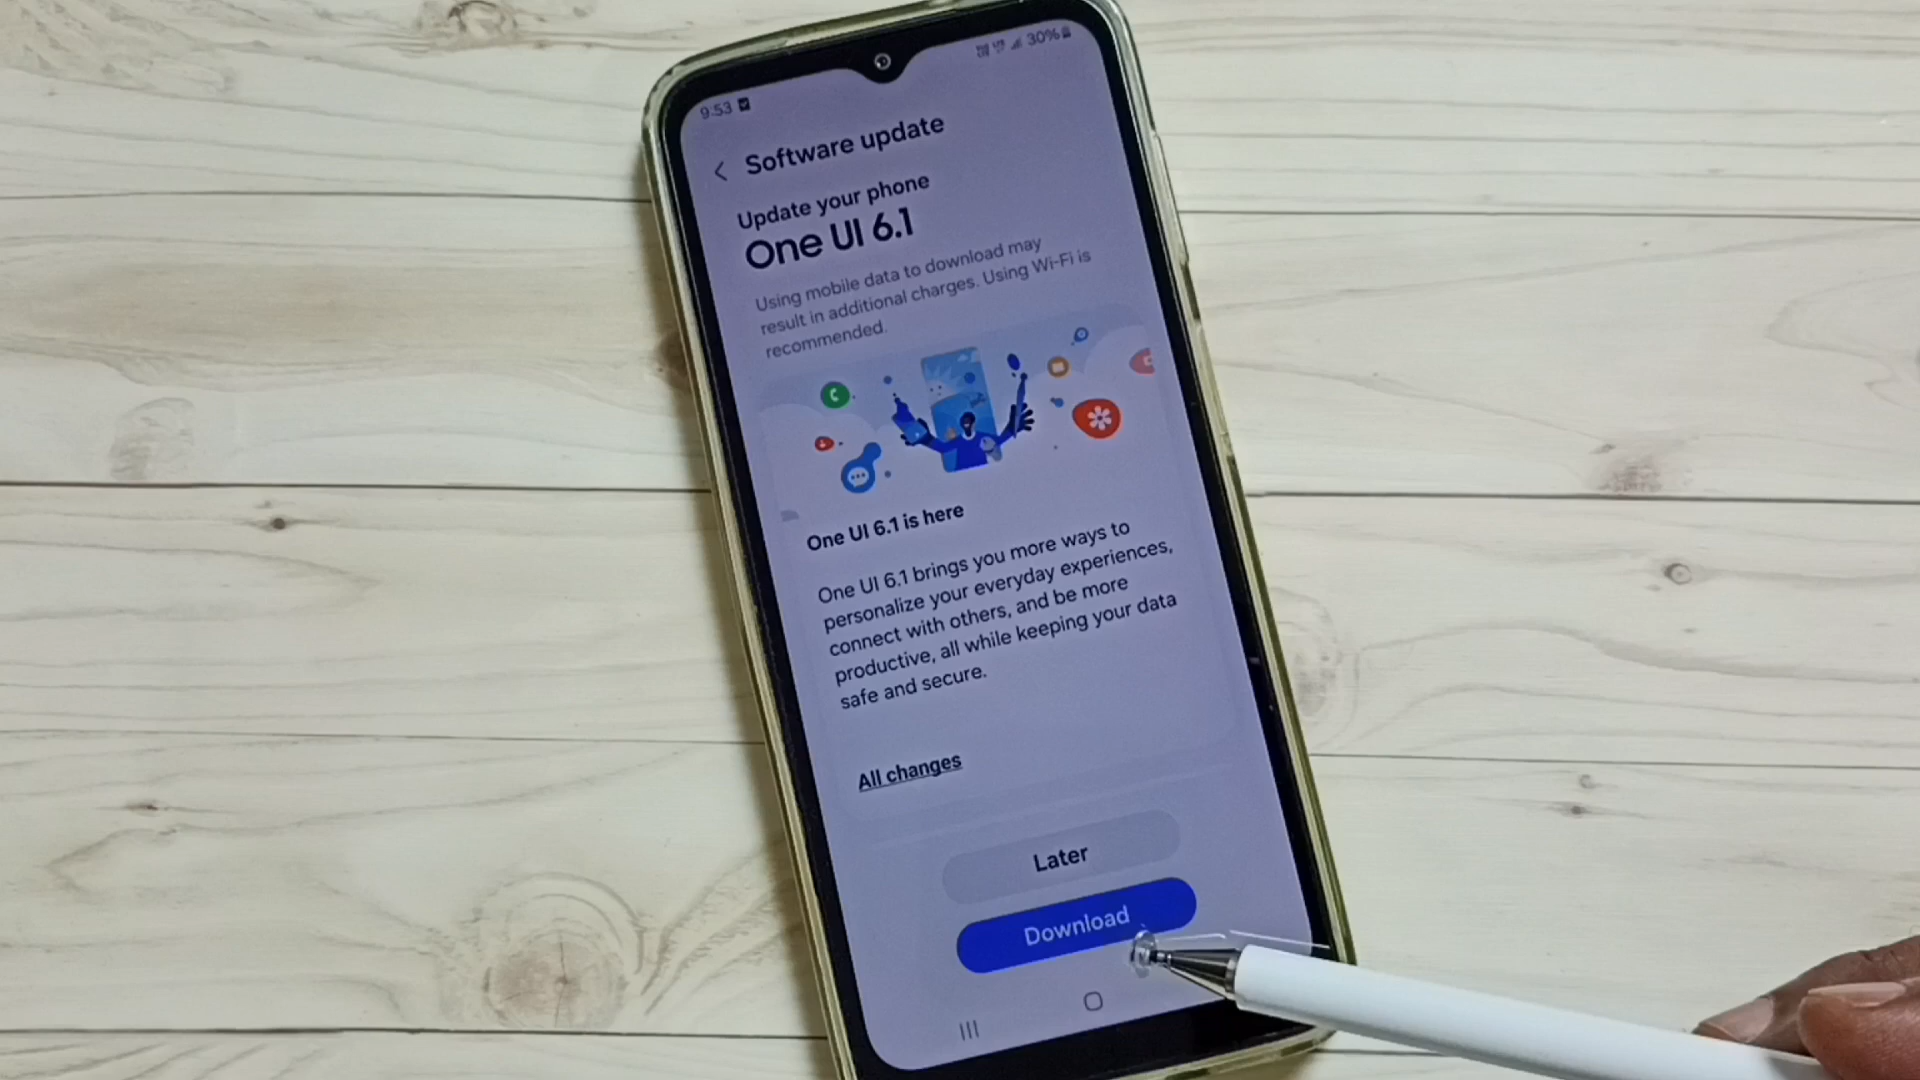 9:53
30%
Software update
Update your phone
One UI 6.1
Using mobile data to download may
result in additional charges. Using Wi-Fi is
recommended.
One UI 6.1 is here
One UI 6.1 brings you more ways to
personalize your everyday experiences,
connect with others, and be more
productive, all while keeping your data
safe and secure.
All changes
Later
Download